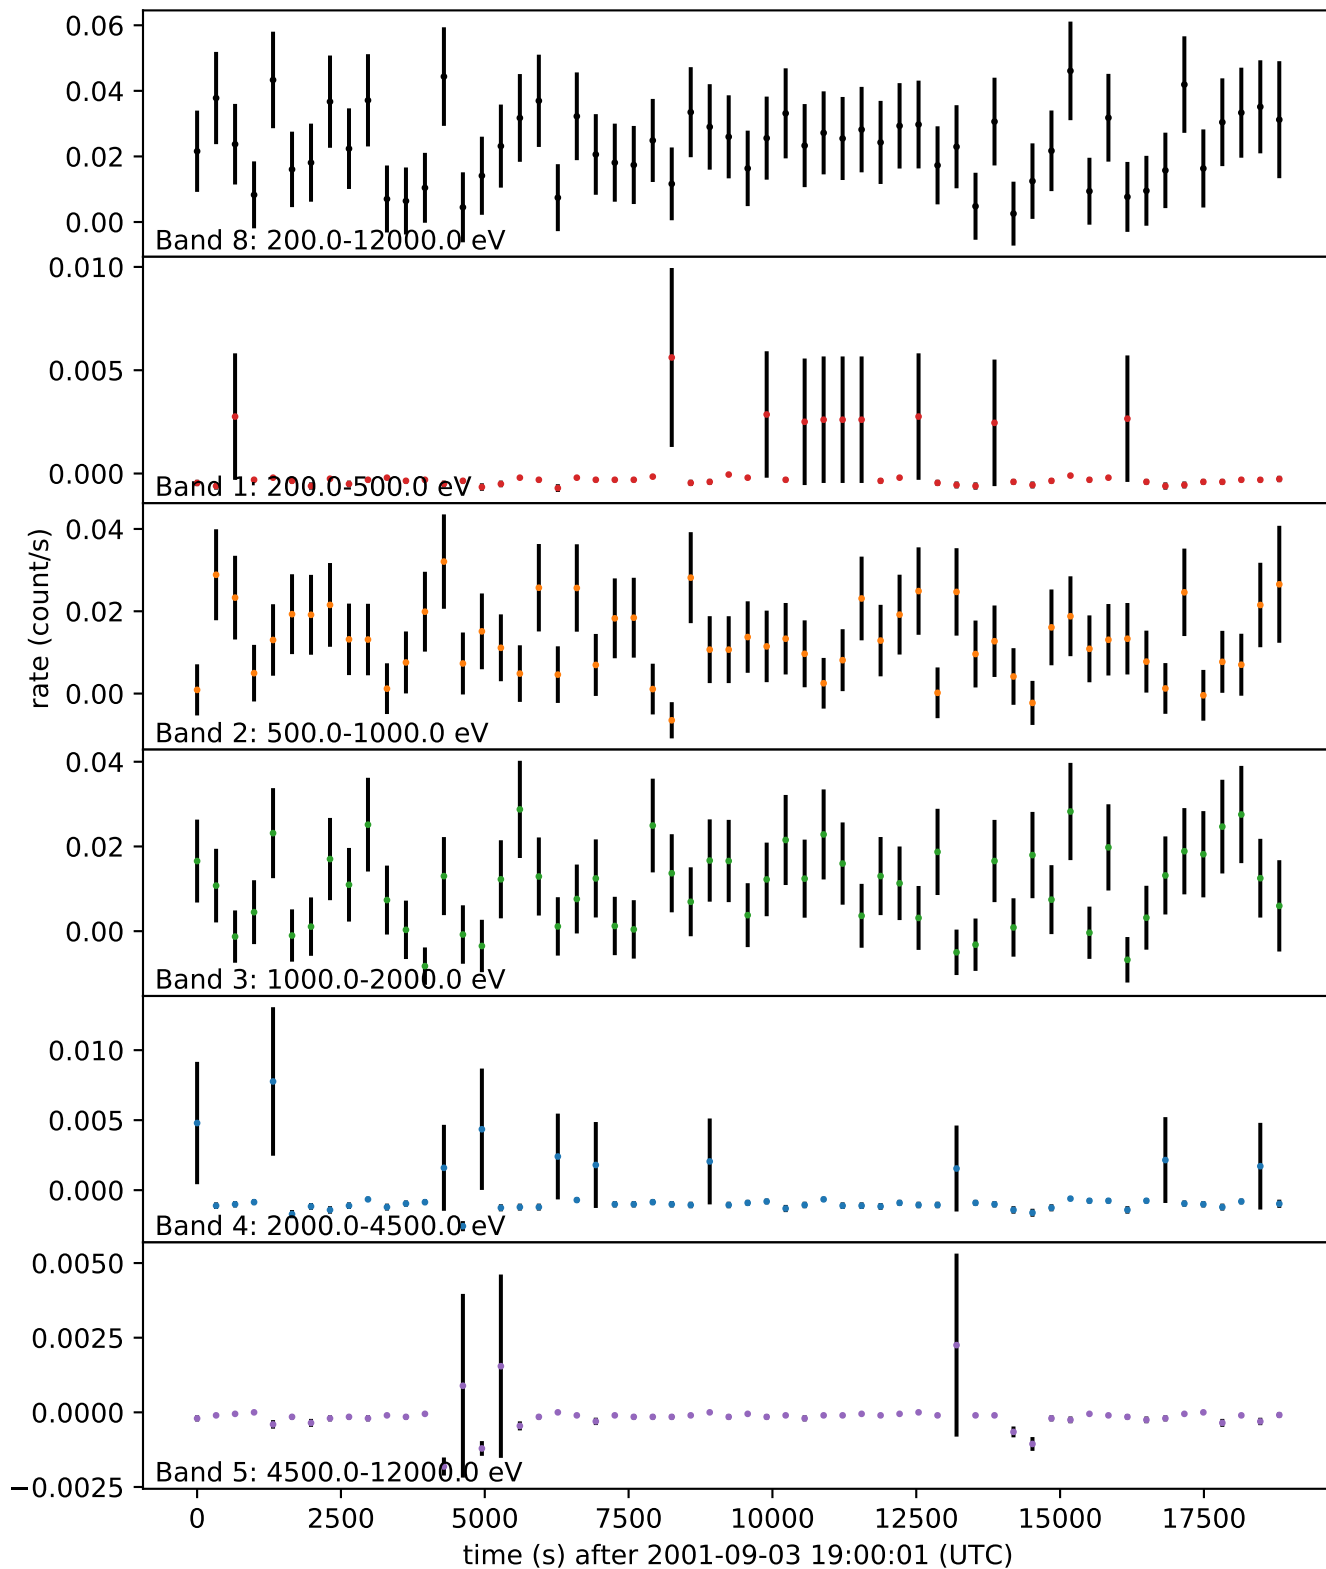 0.06
0.04
0.02
0.00
Band 8: 200.0-12000.0 eV
0.010
0.005
0.000
Band 1: 200.0-500.0 eV
0.04
0.02
0.00
Band 2: 500.0-1000.0 eV
rate (count/s)
0.04
0.02
0.00
Band 3: 1000.0-2000.0 eV
0.010
0.005
0.000
Band 4: 2000.0-4500.0 eV
0.0050
0.0025
0.0000
−0.0025
Band 5: 4500.0-12000.0 eV
0 2500 5000 7500 10000 12500 15000 17500
time (s) after 2001-09-03 19:00:01 (UTC)